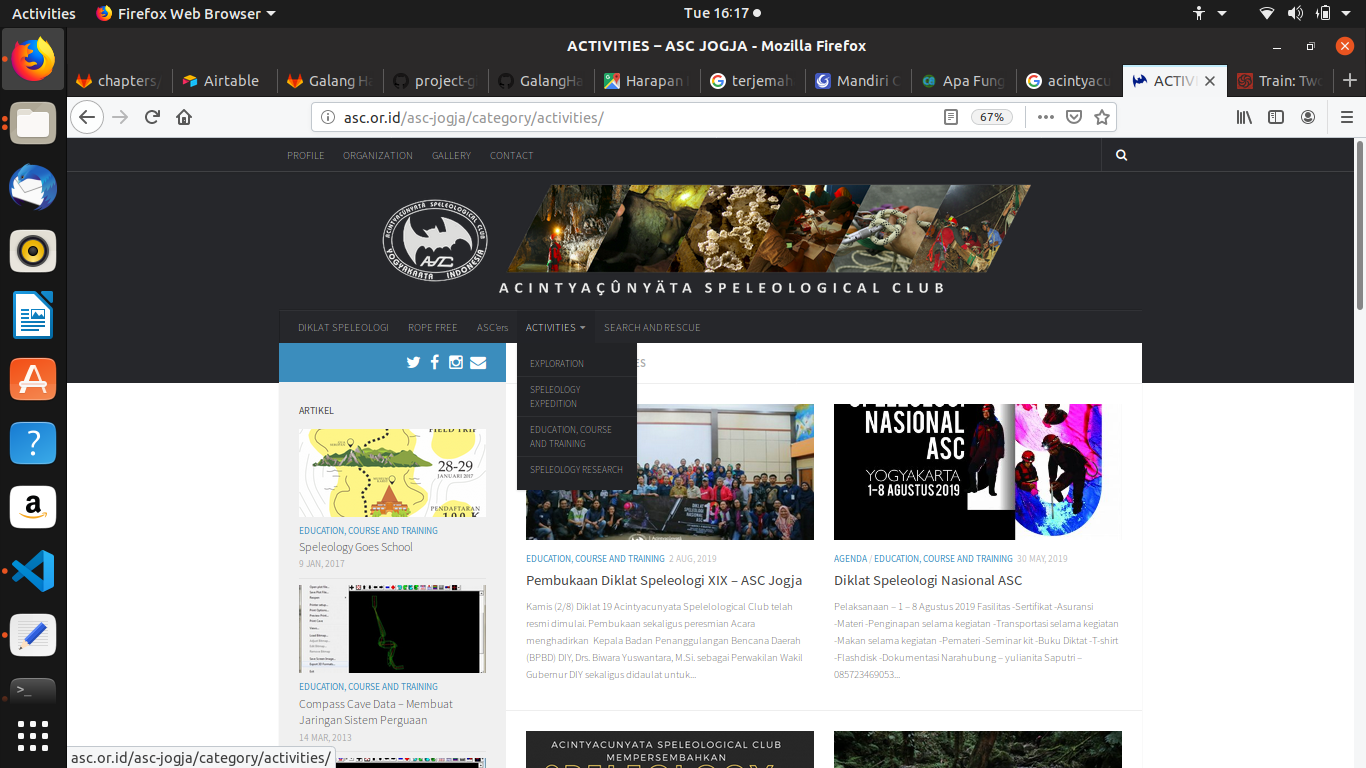 Activities
Firefox Web Browser
Tue 16:17
ACTIVITIES – ASC JOGJA - Mozilla Firefox
chapters/
Airtable
Galang Ha
project-g
GalangHa
Harapan
terjemah
Mandiri C
Apa Fung
acintyacu
ACTIVI
Train: Two
asc.or.id/asc-jogja/category/activities/
67%
PROFILE
ORGANIZATION
GALLERY
CONTACT
ACINTYACUNYATA SPELEOLOGICAL CLUB
ASC
YOGYAKARTA INDONESIA
ACINTYAÇÛNYÄTA SPELEOLOGICAL CLUB
DIKLAT SPELEOLOGI
ROPE FREE
ASC'ers
ACTIVITIES
SEARCH AND RESCUE
EXPLORATION
SPELEOLOGY
EXPEDITION
EDUCATION, COURSE
AND TRAINING
SPELEOLOGY RESEARCH
ES
ARTIKEL
FIELD TRIP
28-29
JANUARI 2017
PENDAFTARAN
100 K
EDUCATION, COURSE AND TRAINING
Speleology Goes School
9 JAN, 2017
EDUCATION, COURSE AND TRAINING
Compass Cave Data – Membuat
Jaringan Sistem Perguaan
14 MAR, 2013
DIKLAT
SPELEOLOGI
NASIONAL
ASC
EDUCATION, COURSE AND TRAINING 2 AUG, 2019
Pembukaan Diklat Speleologi XIX – ASC Jogja
Kamis (2/8) Diklat 19 Acintyacunyata Spelelological Club telah
resmi dimulai. Pembukaan sekaligus peresmian Acara
menghadirkan Kepala Badan Penanggulangan Bencana Daerah
(BPBD) DIY, Drs. Biwara Yuswantara, M.Si. sebagai Perwakilan Wakil
Gubernur DIY sekaligus didaulat untuk...
SPELEOLOGI
NASIONAL
ASC
YOGYAKARTA
1-8 AGUSTUS 2019
AGENDA / EDUCATION, COURSE AND TRAINING 30 MAY, 2019
Diklat Speleologi Nasional ASC
Pelaksanaan – 1 – 8 Agustus 2019 Fasilitas -Sertifikat -Asuransi
-Materi -Penginapan selama kegiatan -Transportasi selama kegiatan
-Makan selama kegiatan -Pemateri -Seminar kit -Buku Diktat -T-shirt
-Flashdisk -Dokumentasi Narahubung – yulianita Saputri –
085723469053...
ACINTYACUNYATA SPELEOLOGICAL CLUB
MEMPERSEMBAHKAN
asc.or.id/asc-jogja/category/activities/